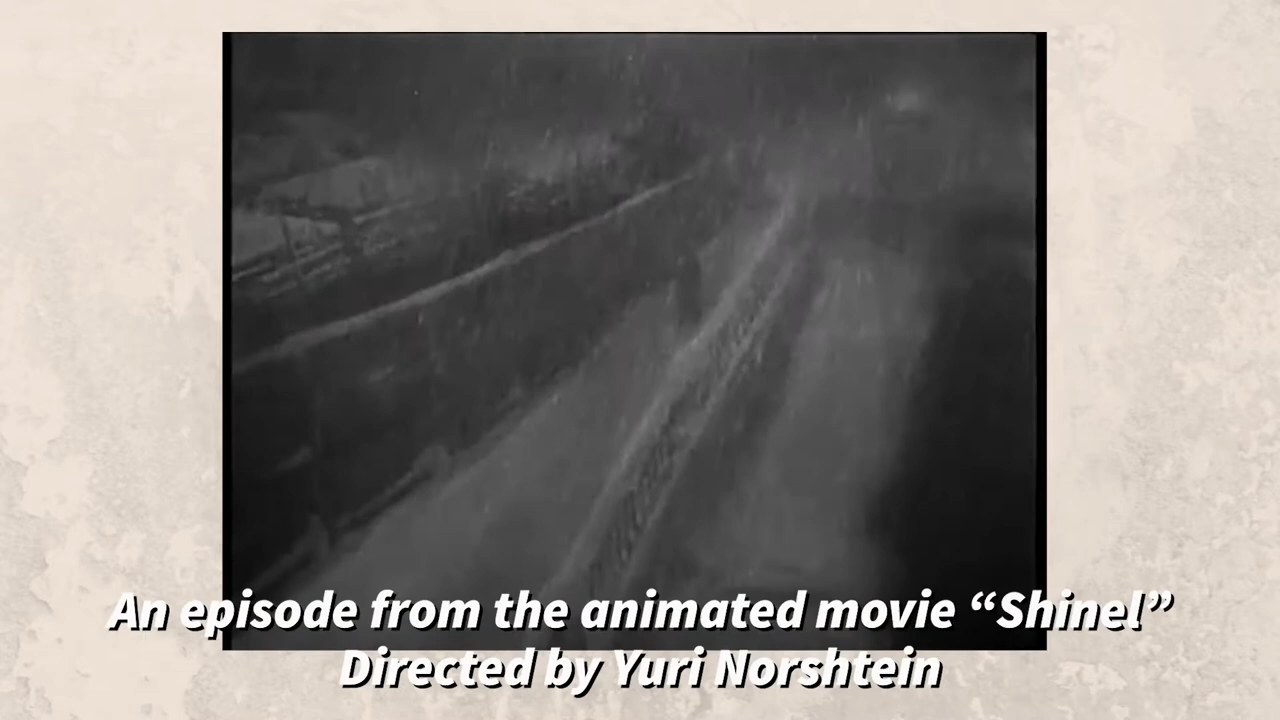 An episode from the animated movie “Shinel”
Directed by Yuri Norshtein